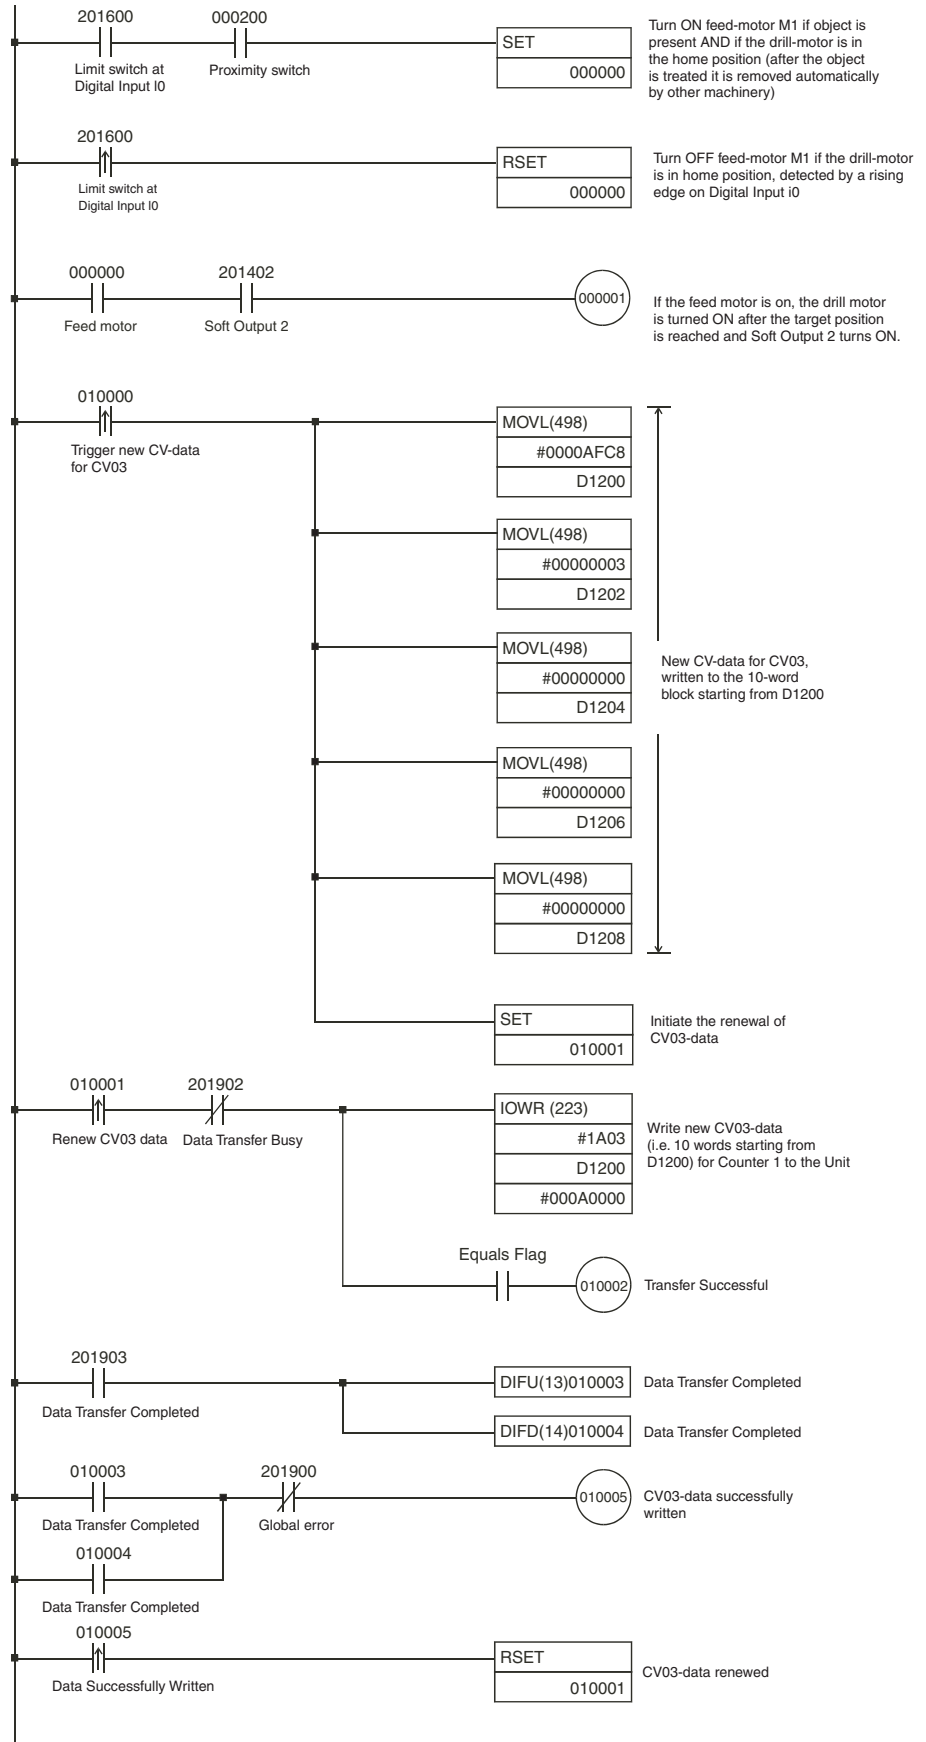 201600 000200
Limit switch at
Digital Input I0
Proximity switch
SET
000000
Turn ON feed-motor M1 if object is
present AND if the drill-motor is in
the home position (after the object
is treated it is removed automatically
by other machinery)
201600
Limit switch at
Digital Input I0
RSET
000000
Turn OFF feed-motor M1 if the drill-motor
is in home position, detected by a rising
edge on Digital Input i0
000000 201402
Feed motor Soft Output 2
000001
If the feed motor is on, the drill motor
is turned ON after the target position
is reached and Soft Output 2 turns ON.
010000
Trigger new CV-data
for CV03
MOVL(498)
#0000AFC8
D1200
MOVL(498)
#00000003
D1202
MOVL(498)
#00000000
D1204
New CV-data for CV03,
written to the 10-word
block starting from D1200
MOVL(498)
#00000000
D1206
MOVL(498)
#00000000
D1208
SET
010001
Initiate the renewal of
CV03-data
010001 201902
Renew CV03 data Data Transfer Busy
IOWR (223)
#1A03
D1200
#000A0000
Write new CV03-data
(i.e. 10 words starting from
D1200) for Counter 1 to the Unit
Equals Flag
010002
Transfer Successful
201903
Data Transfer Completed
DIFU(13)010003
Data Transfer Completed
DIFD(14)010004
Data Transfer Completed
010003 201900
Data Transfer Completed Global error
010005
CV03-data successfully
written
010004
Data Transfer Completed
010005
Data Successfully Written
RSET
010001
CV03-data renewed